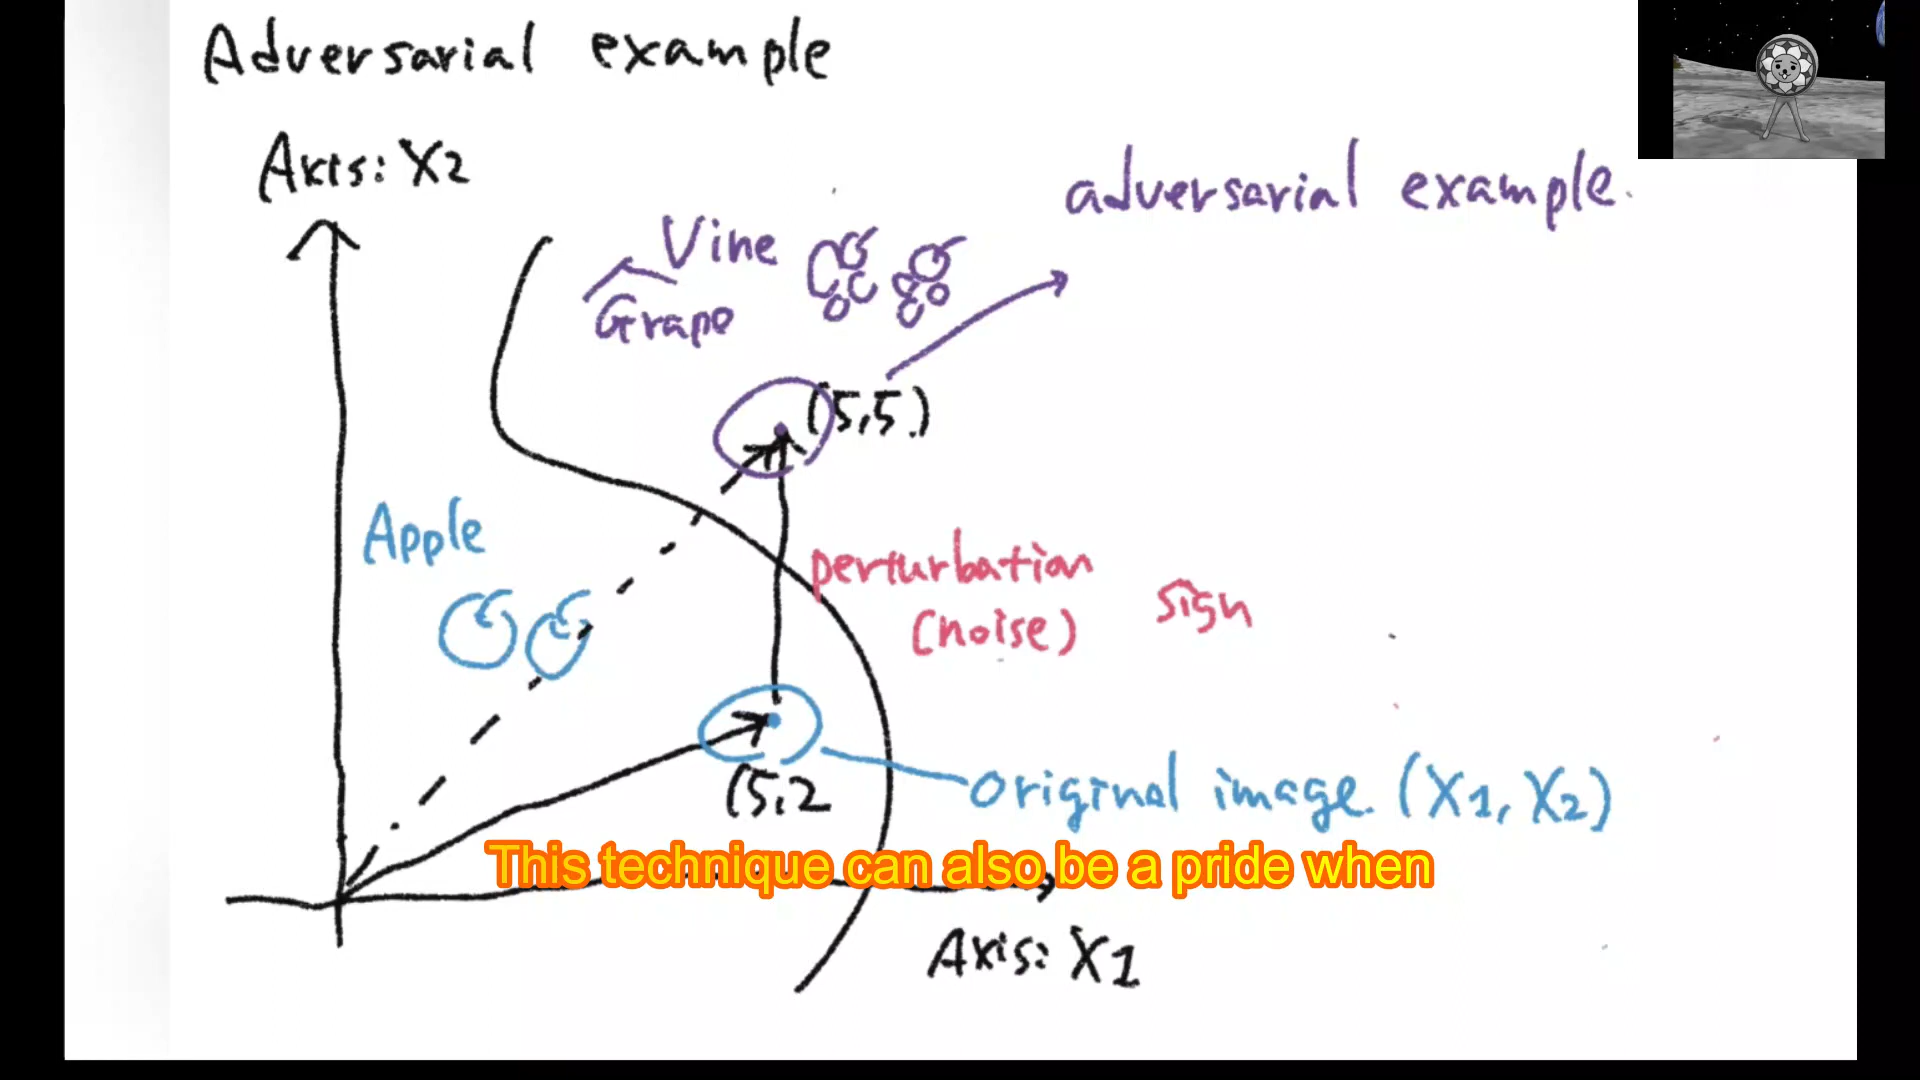 Adversarial example
Axis: X2
adversarial example.
Vine
Grape
(5,5)
Apple
perturbation
(noise)
sign
(5,2
original image. (X1, X2)
This technique can also be a pride when
Axis: X1